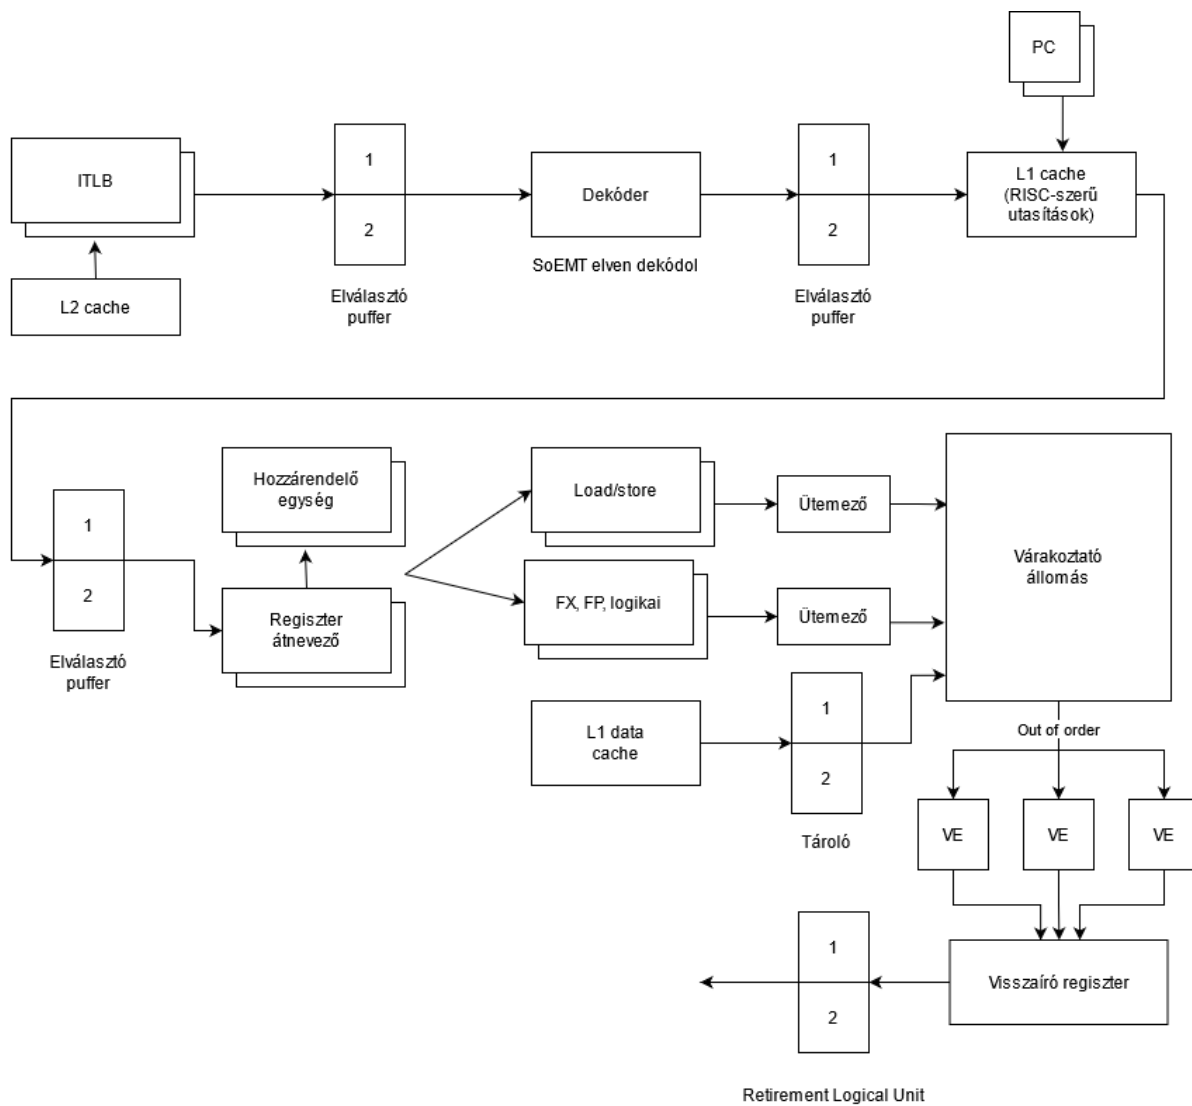 PC
ITLB
1
2
Dekóder
1
2
L1 cache
(RISC-szerű
utasítások)
L2 cache
SoEMT elven dekódol
Elválasztó
puffer
Elválasztó
puffer
Hozzárendelő
egység
Load/store
Ütemező
Várakoztató
állomás
1
2
Elválasztó
puffer
Regiszter
átnevező
FX, FP, logikai
Ütemező
L1 data
cache
1
2
Tároló
Out of order
VE
VE
VE
1
2
Visszaíró regiszter
Retirement Logical Unit